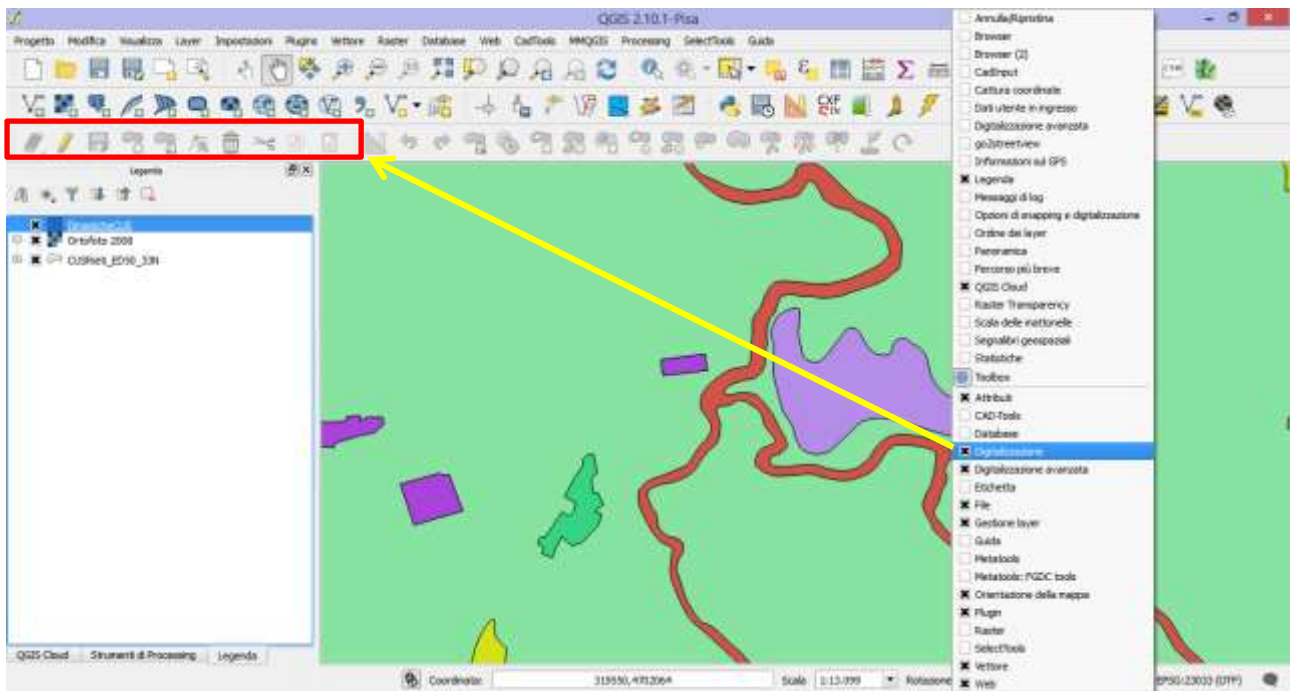 QGIS 2.10.1-Pisa
Progetto Modifica Visualizza Layer Impostazioni Plugins Vettore Raster Database Web CadTools MMQGIS Processing SelectTools Guida
CXF
Legenda
Ortofoto 2008
QGIS Cloud Strumenti di Processing Legenda
Coordinata: Scala Rotazione
Annulla/Ripristina
Browser
Browser (2)
CadInput
Cattura coordinate
Dati utente in ingresso
Digitalizzazione avanzata
go2streetview
Informazioni sul GPS
Legenda
Messaggi di log
Opzioni di snapping e digitalizzazione
Ordine dei layer
Panoramica
Percorso più breve
QGIS Cloud
Raster Transparency
Scala delle mattonelle
Segnalibri geospaziali
Statistiche
Toolbox
Attributi
CAD-Tools
Database
Digitalizzazione
Digitalizzazione avanzata
Etichetta
File
Gestione layer
Guida
Metatools
Metatools: FGDC tools
Orientazione della mappa
Plugin
Raster
SelectTools
Vettore
Web